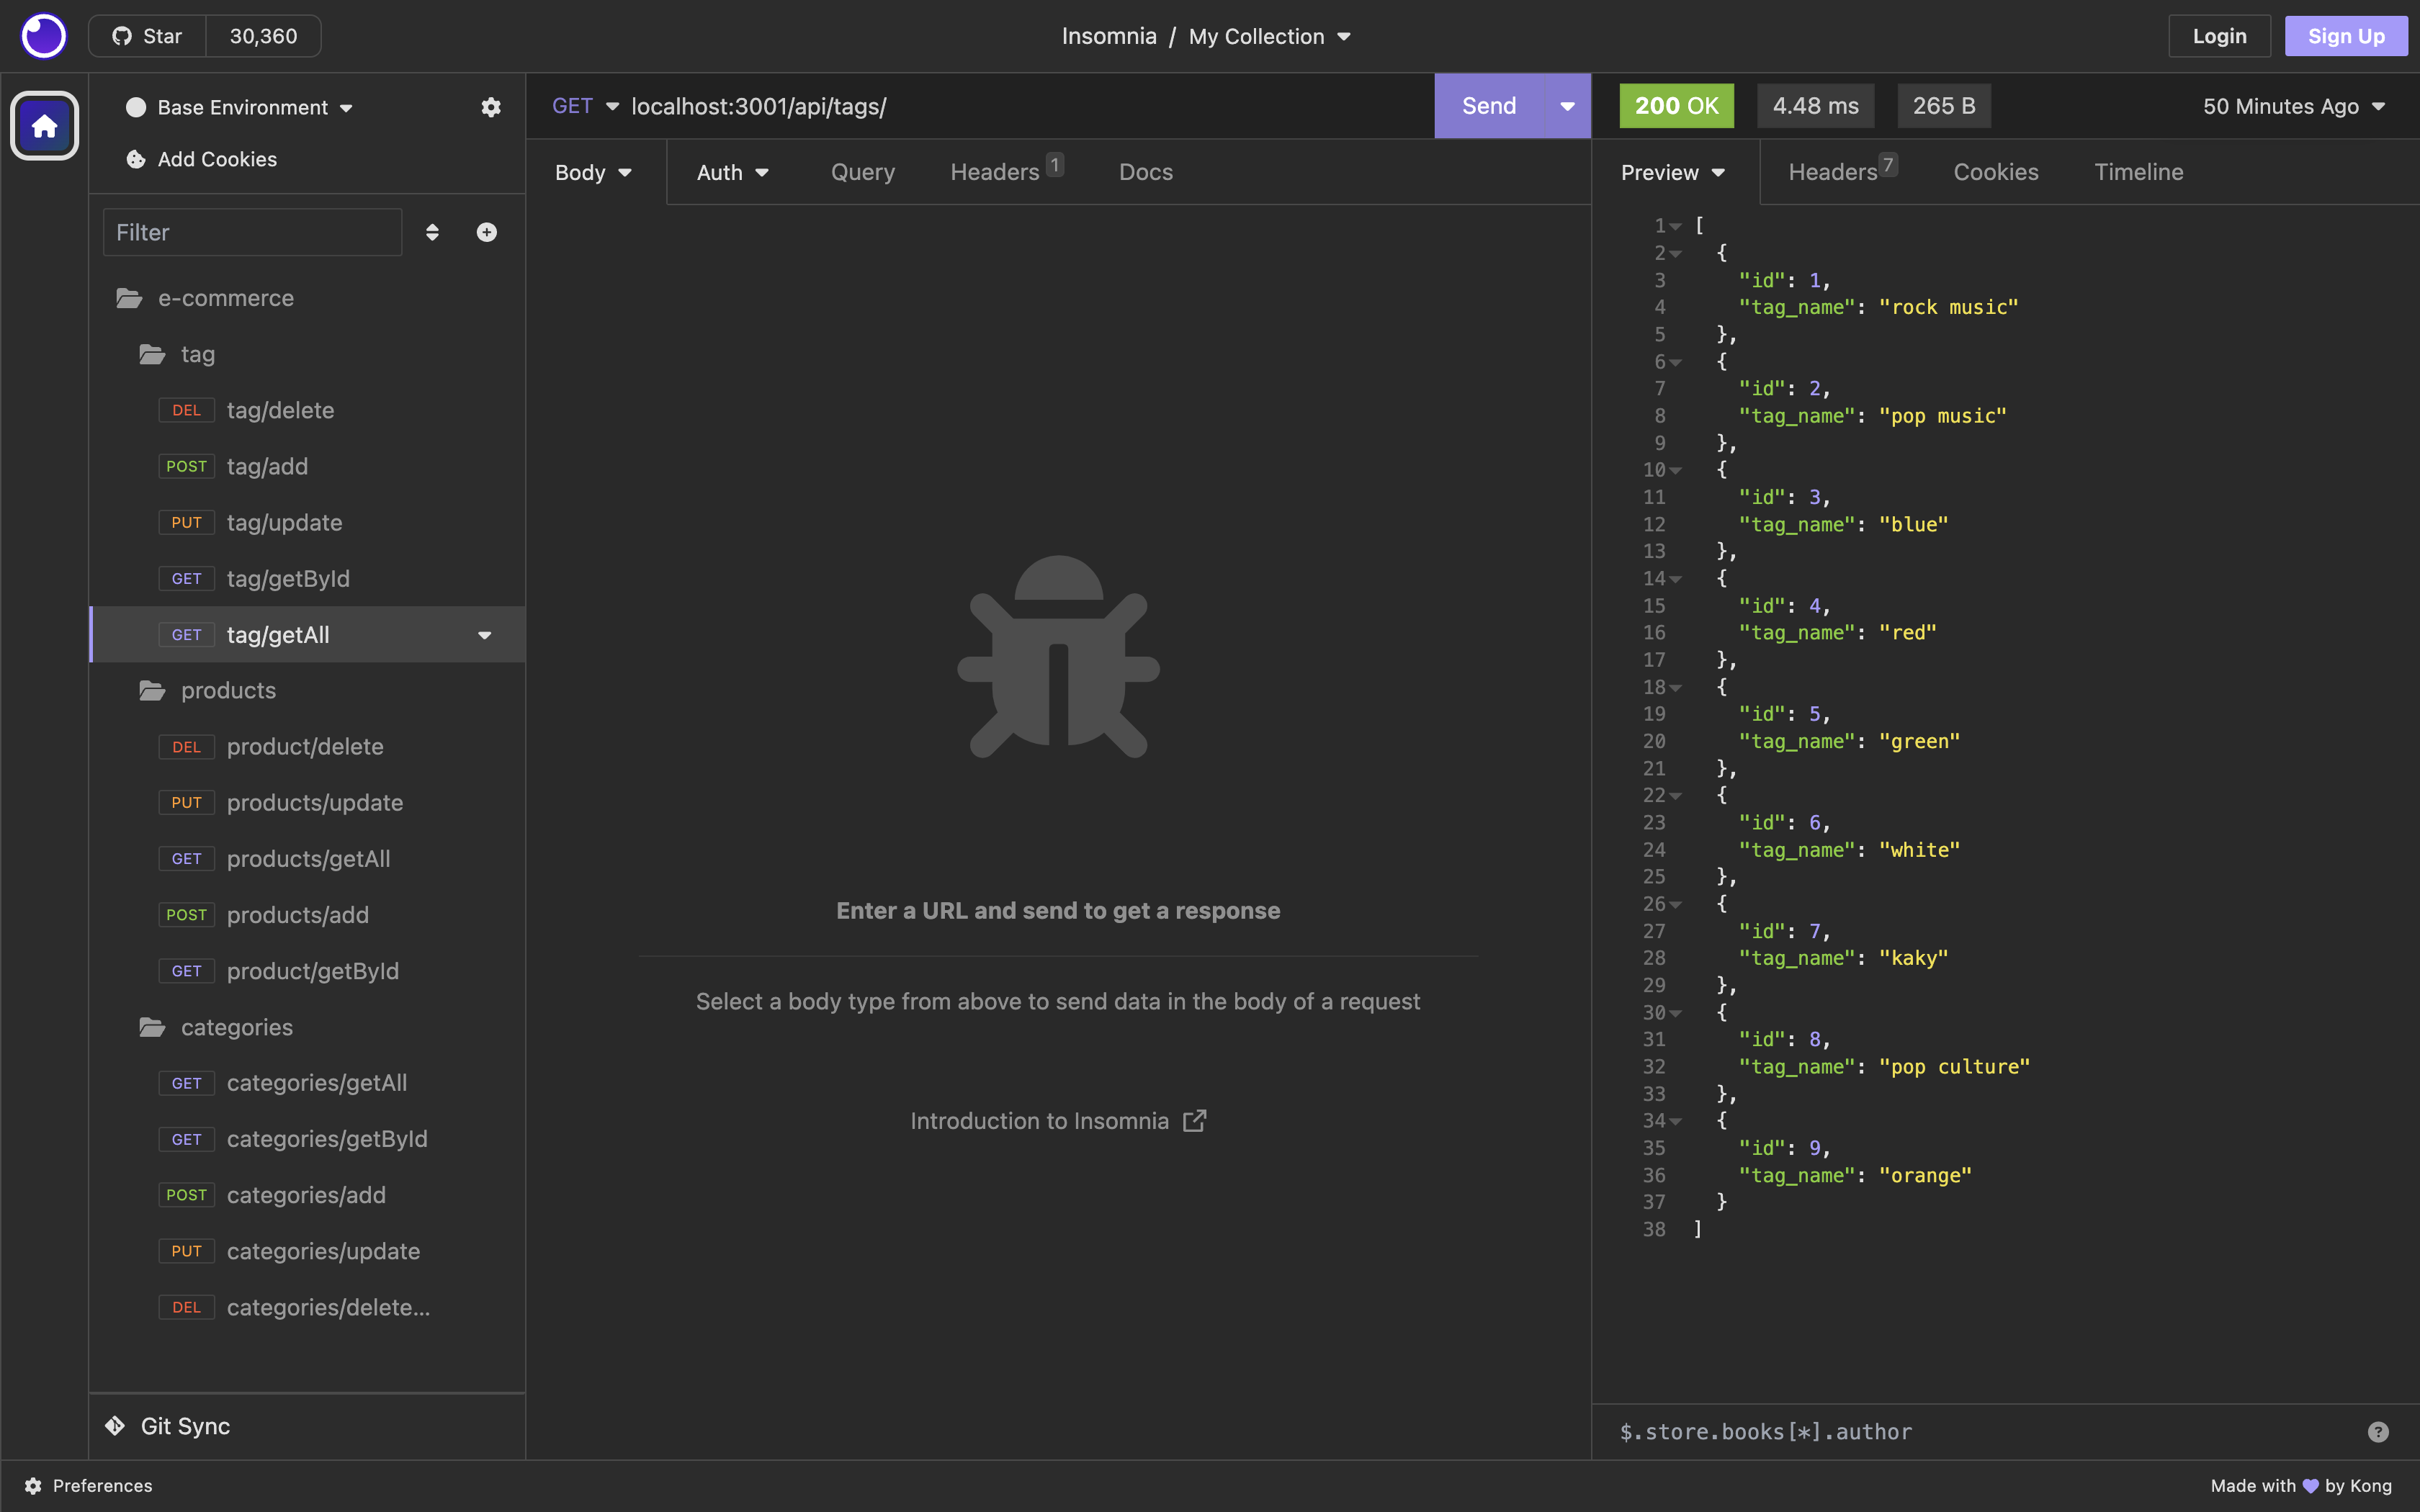 Star 30,360
Insomnia / My Collection
Login
Sign Up
Base Environment
Add Cookies
Filter
e-commerce
tag
DEL tag/delete
POST tag/add
PUT tag/update
GET tag/getById
GET tag/getAll
products
DEL product/delete
PUT products/update
GET products/getAll
POST products/add
GET product/getById
categories
GET categories/getAll
GET categories/getById
POST categories/add
PUT categories/update
DEL categories/delete...
Git Sync
Preferences
GET localhost:3001/api/tags/
Send
Body Auth Query Headers 1 Docs
Enter a URL and send to get a response
Select a body type from above to send data in the body of a request
Introduction to Insomnia
200 OK 4.48 ms 265 B 50 Minutes Ago
Preview Headers 7 Cookies Timeline
1 [
2 {
3 "id": 1,
4 "tag_name": "rock music"
5 },
6 {
7 "id": 2,
8 "tag_name": "pop music"
9 },
10 {
11 "id": 3,
12 "tag_name": "blue"
13 },
14 {
15 "id": 4,
16 "tag_name": "red"
17 },
18 {
19 "id": 5,
20 "tag_name": "green"
21 },
22 {
23 "id": 6,
24 "tag_name": "white"
25 },
26 {
27 "id": 7,
28 "tag_name": "kaky"
29 },
30 {
31 "id": 8,
32 "tag_name": "pop culture"
33 },
34 {
35 "id": 9,
36 "tag_name": "orange"
37 }
38 ]
$.store.books[*].author
?
Made with 💜 by Kong